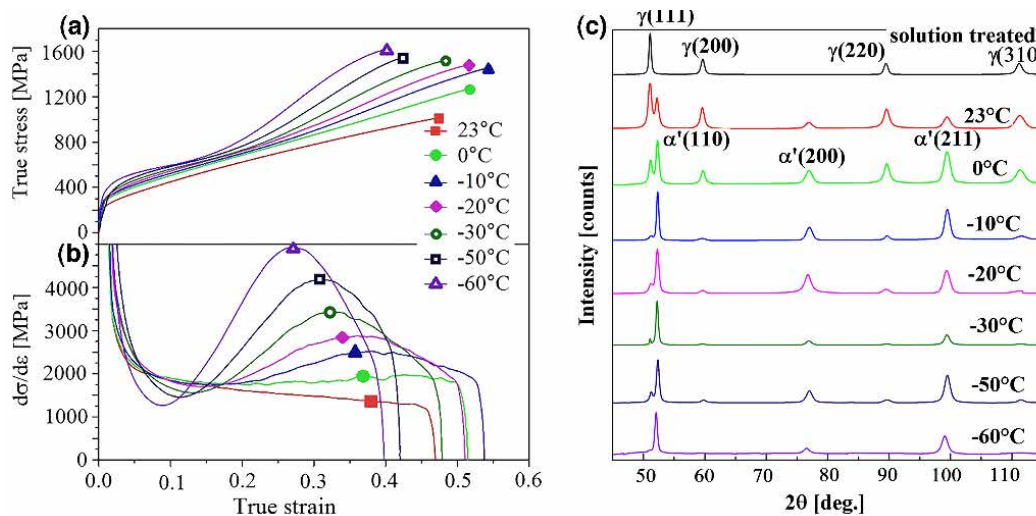 (a)
True stress [MPa]
1600
1200
800
400
0
23°C
0°C
-10°C
-20°C
-30°C
-50°C
-60°C
(b)
dσ/dε [MPa]
4000
3000
2000
1000
0
0.0 0.1 0.2 0.3 0.4 0.5 0.6
True strain
(c)
Intensity [counts]
γ(111)
solution treated
γ(200)
γ(220)
γ(310
23°C
α'(110)
α'(200)
α'(211)
0°C
-10°C
-20°C
-30°C
-50°C
-60°C
50 60 70 80 90 100 110
2θ [deg.]